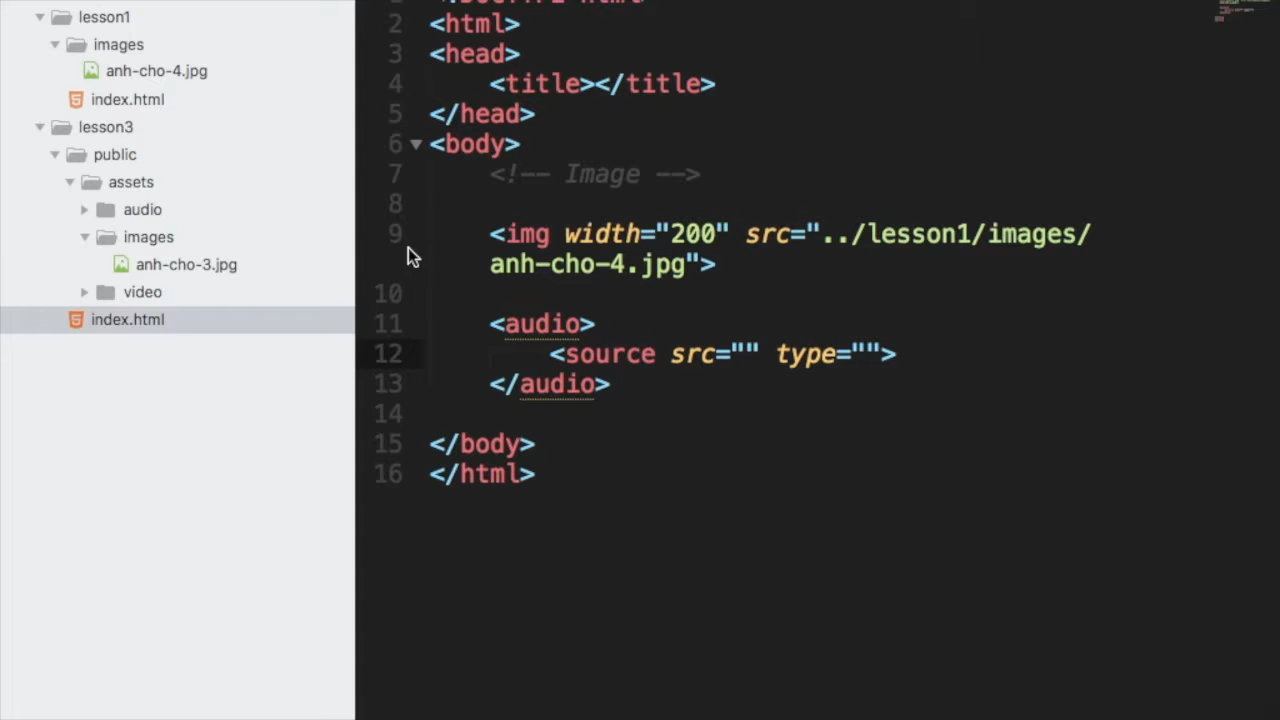 lesson1
images
anh-cho-4.jpg
index.html
lesson3
public
assets
audio
images
anh-cho-3.jpg
video
index.html
2 <html>
3 <head>
4 <title></title>
5 </head>
6 <body>
7 <!-- Image -->
8
9 <img width="200" src="../lesson1/images/
anh-cho-4.jpg">
10
11 <audio>
12 <source src="" type="">
13 </audio>
14
15 </body>
16 </html>